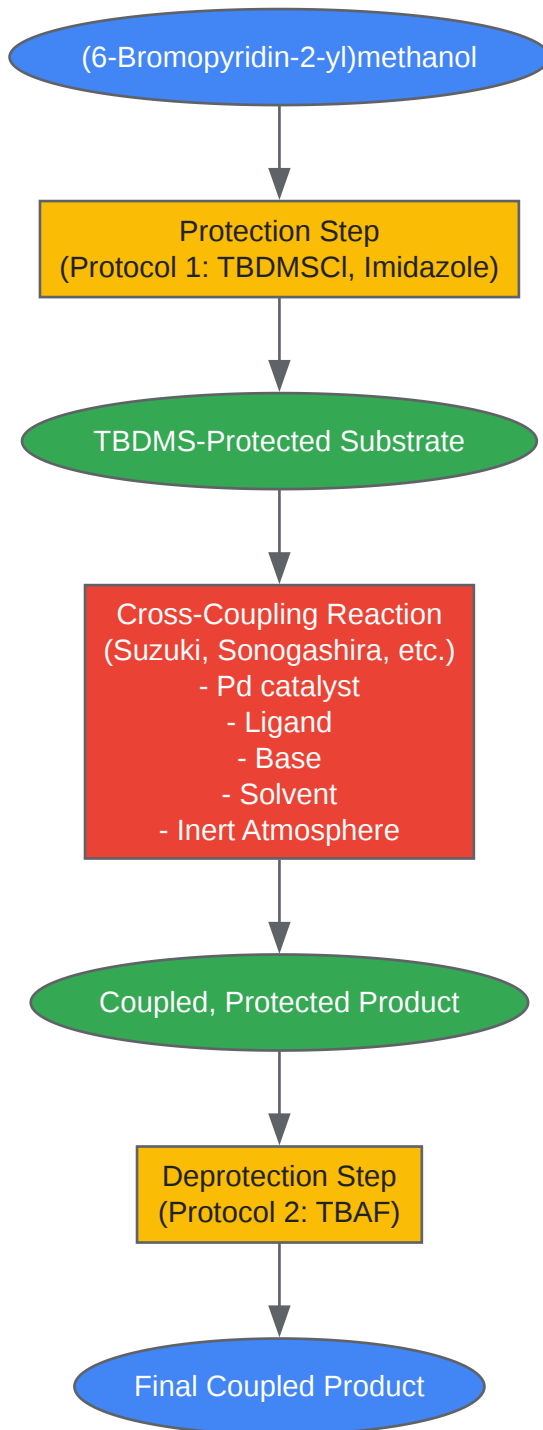 (6-Bromopyridin-2-yl)methanol
Protection Step
(Protocol 1: TBDMSCl, Imidazole)
TBDMS-Protected Substrate
Cross-Coupling Reaction
(Suzuki, Sonogashira, etc.)
- Pd catalyst
- Ligand
- Base
- Solvent
- Inert Atmosphere
Coupled, Protected Product
Deprotection Step
(Protocol 2: TBAF)
Final Coupled Product